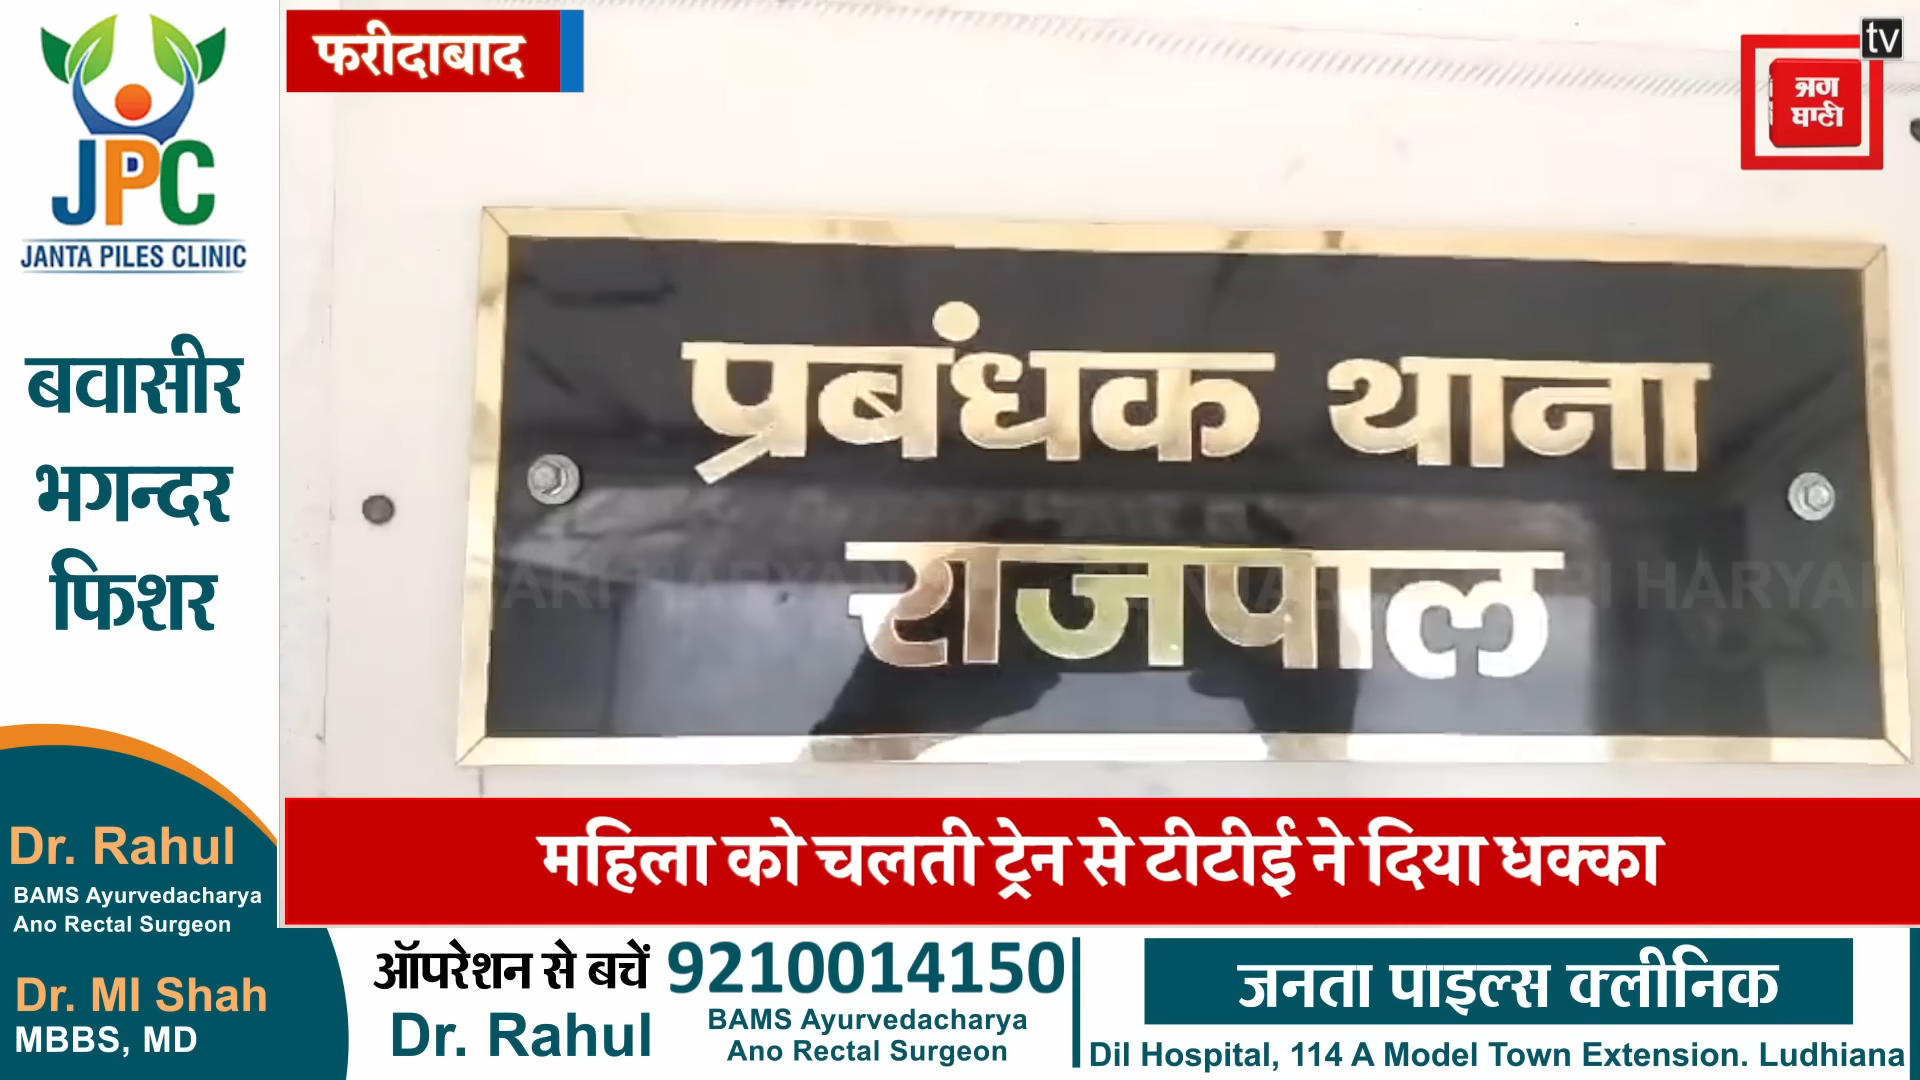 JPC
JANTA PILES CLINIC
बवासीर
भगन्दर
फिशर
Dr. Rahul
BAMS Ayurvedacharya
Ano Rectal Surgeon
Dr. MI Shah
MBBS, MD
फरीदाबाद
tv
प्रबंधक थाना
राजपाल
महिला को चलती ट्रेन से टीटीई ने दिया धक्का
ऑपरेशन से बचें 9210014150
Dr. Rahul
BAMS Ayurvedacharya
Ano Rectal Surgeon
जनता पाइल्स क्लीनिक
Dil Hospital, 114 A Model Town Extension. Ludhiana